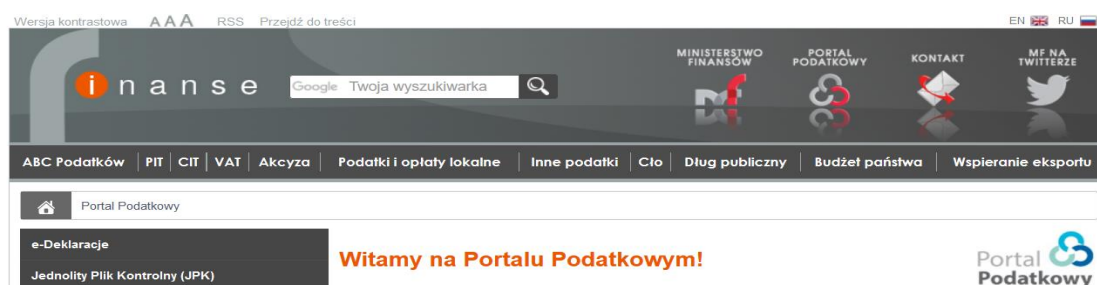 Wersja kontrastowa A A A RSS Przejdź do treści EN RU
finanse
Google Twoja wyszukiwarka
MINISTERSTWO FINANSÓW
PORTAL PODATKOWY
KONTAKT
MF NA TWITTERZE
mf
ABC Podatków PIT CIT VAT Akcyza Podatki i opłaty lokalne Inne podatki Cło Dług publiczny Budżet państwa Wspieranie eksportu
Portal Podatkowy
e-Deklaracje
Jednolity Plik Kontrolny (JPK)
Witamy na Portalu Podatkowym!
Portal
Podatkowy